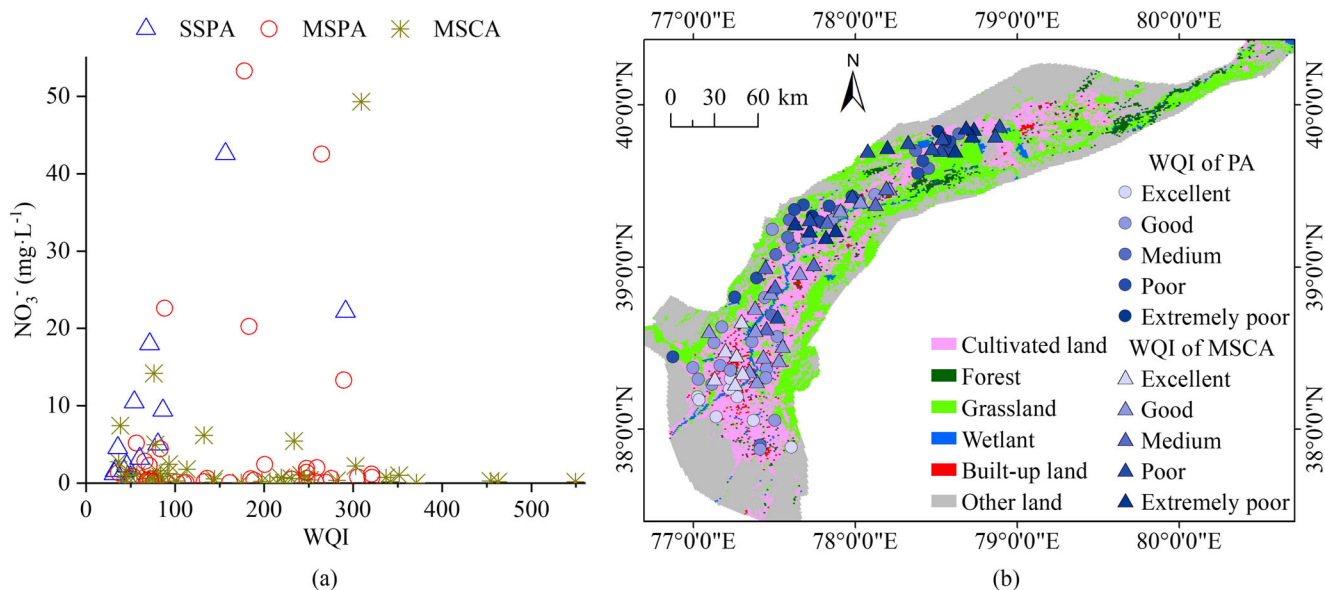 SSPA MSPA MSCA
NO₃⁻ (mg·L⁻¹)
50
40
30
20
10
0
0 100 200 300 400 500
WQI
(a)
77°0'0"E 78°0'0"E 79°0'0"E 80°0'0"E
40°0'0"N
39°0'0"N
38°0'0"N
N
0 30 60 km
40°0'0"N
39°0'0"N
38°0'0"N
WQI of PA
Excellent
Good
Medium
Poor
Extremely poor
WQI of MSCA
Excellent
Good
Medium
Poor
Extremely poor
Cultivated land
Forest
Grassland
Wetlant
Built-up land
Other land
77°0'0"E 78°0'0"E 79°0'0"E 80°0'0"E
(b)